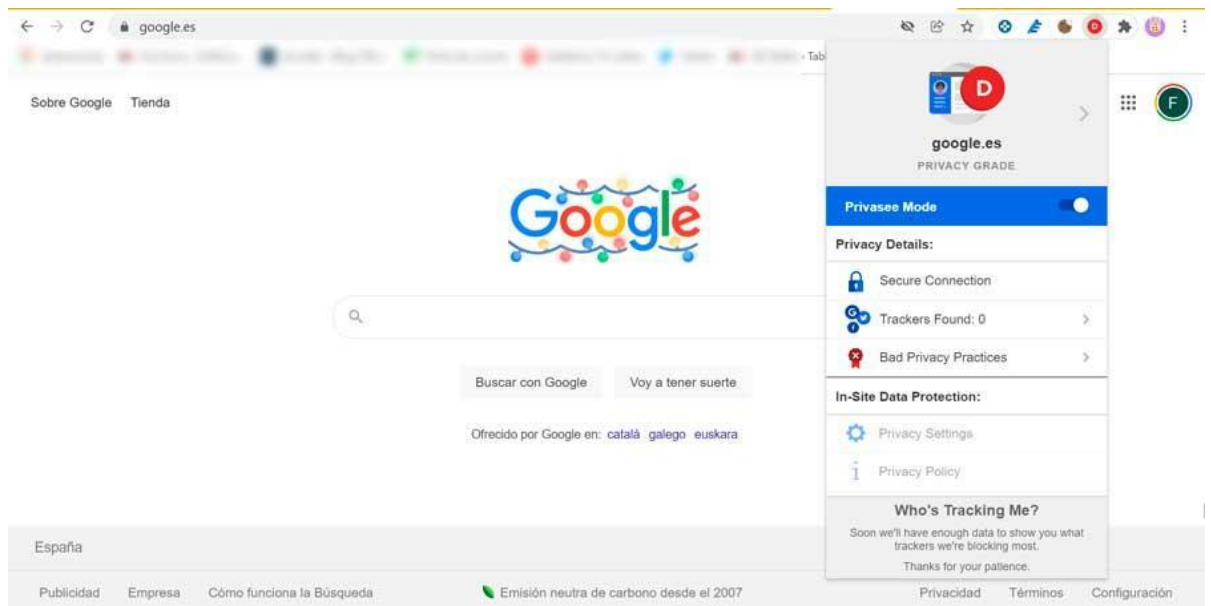 google.es
D
Tab
Sobre Google Tienda
F
D
google.es
PRIVACY GRADE
Google
Privasee Mode
Privacy Details:
Secure Connection
Trackers Found: 0
Bad Privacy Practices
In-Site Data Protection:
Privacy Settings
Privacy Policy
Who's Tracking Me?
Soon we'll have enough data to show you what
trackers we're blocking most.
Thanks for your patience.
Buscar con Google Voy a tener suerte
Ofrecido por Google en: català galego euskara
España
Publicidad Empresa Cómo funciona la Búsqueda Emisión neutra de carbono desde el 2007 Privacidad Términos Configuración